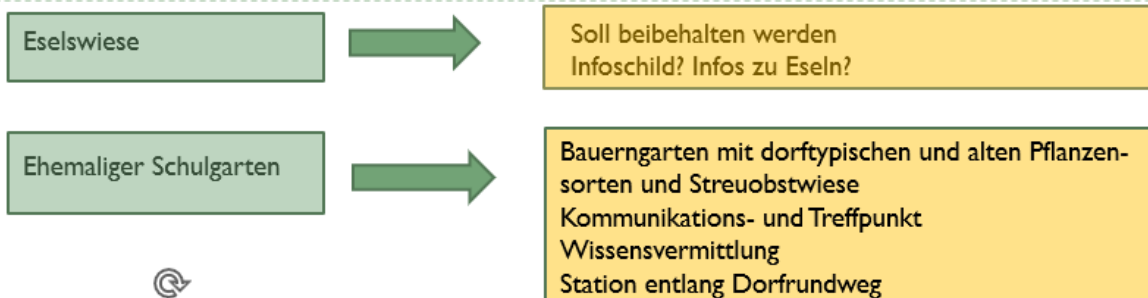 Eselswiese
Soll beibehalten werden
Infoschild? Infos zu Eseln?
Ehemaliger Schulgarten
Bauerngarten mit dorftypischen und alten Pflanzen-
sorten und Streuobstwiese
Kommunikations- und Treffpunkt
Wissensvermittlung
Station entlang Dorfrundweg